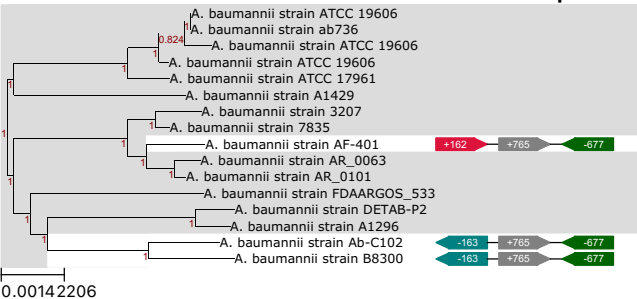 A. baumannii strain ATCC 19606
1 A. baumannii strain ab736
0.824 A. baumannii strain ATCC 19606
1 A. baumannii strain ATCC 19606
1 A. baumannii strain ATCC 17961
1 A. baumannii strain A1429
A. baumannii strain 3207
1 1 A. baumannii strain 7835
1 A. baumannii strain AF-401 +162 +765 -677
1 A. baumannii strain AR_0063
1 1 A. baumannii strain AR_0101
A. baumannii strain FDAARGOS_533
1 A. baumannii strain DETAB-P2
1 1 A. baumannii strain A1296
A. baumannii strain Ab-C102 -163 +765 -677
1 1 A. baumannii strain B8300 -163 +765 -677
0.00142206